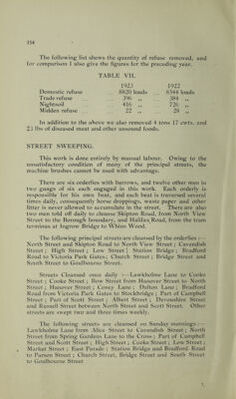 154
The following list shows the quantity of refuse removed, and
for comparison I also give the figures for the preceding year.
TABLE VII.
1923 1922
Domestic refuse ... 8820 loads ... 8344 loads
Trade refuse ... 396 ,, ... 384 ,,
Nightsoil ... 416 ,, ... 726 ,,
Midden refuse ... 22 ,, ... 28 ,,
In addition to the above we also removed 4 tons 17 cwts. and
23 lbs of diseased meat and other unsound foods.
STREET SWEEPING.
This work is done entirely by manual labour. Owing to the
unsatisfactory condition of many of the principal streets, the
machine brushes cannot be used with advantage.
There are six orderlies with barrows, and twelve other men in
two gangs of six each engaged in this work. Each orderly is
responsible for his own beat, and each beat is traversed several
times daily, consequently horse droppings, waste paper and other
litter is never allowed to accumulate in the street. There are also
two men told off daily to cleanse Skipton Road, from North View
Street to the Borough boundary, and Halifax Road, from the tram
terminus at Ingrow Bridge to Whins Wood.
The following principal streets are cleansed by the orderlies :—
North Street and Skipton Road to North View Street ; Cavendish
Street ; High Street ; Low Street ; Station Bridge ; Bradford
Road to Victoria Park Gates ; Church Street ; Bridge Street and
South Street to Goulbourne Street.
Streets Cleansed once daily :—Lawkholme Lane to Cooke
Street ; Cooke Street ; Bow Street from Hanover Street to North
Street ; Hanover Street ; Coney Lane ; Dalton Lane ; Bradford
Road from Victoria Park Gates to Stockbridge ; Part of Campbell
Street ; Part of Scott Street ; Albert Street ; Devonshire Street
and Russell Street between North Street and Scott Street. Other
streets are swept two and three times weekly.
The following streets are cleansed on Sunday mornings :—
Lawkholme Lane from Alice Street to Cavendish Street ; North
Street from Spring Gardens Lane to the Cross ; Part of Campbell
Street and Scott Street ; High Street ; Cooke Street ; Low Street ;
Market Street ; East Parade ; Station Bridge and Bradford Road
to Parson Street ; Church Street, Bridge Street and South Street
to Goulbourne Street